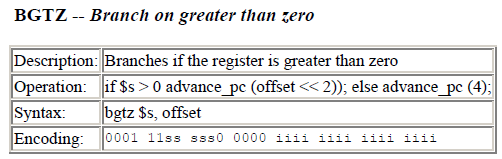 BGTZ -- Branch on greater than zero
Description: Branches if the register is greater than zero
Operation: if $s > 0 advance_pc (offset << 2)); else advance_pc (4);
Syntax: bgtz $s, offset
Encoding: 0001 11ss sss0 0000 iiii iiii iiii iiii